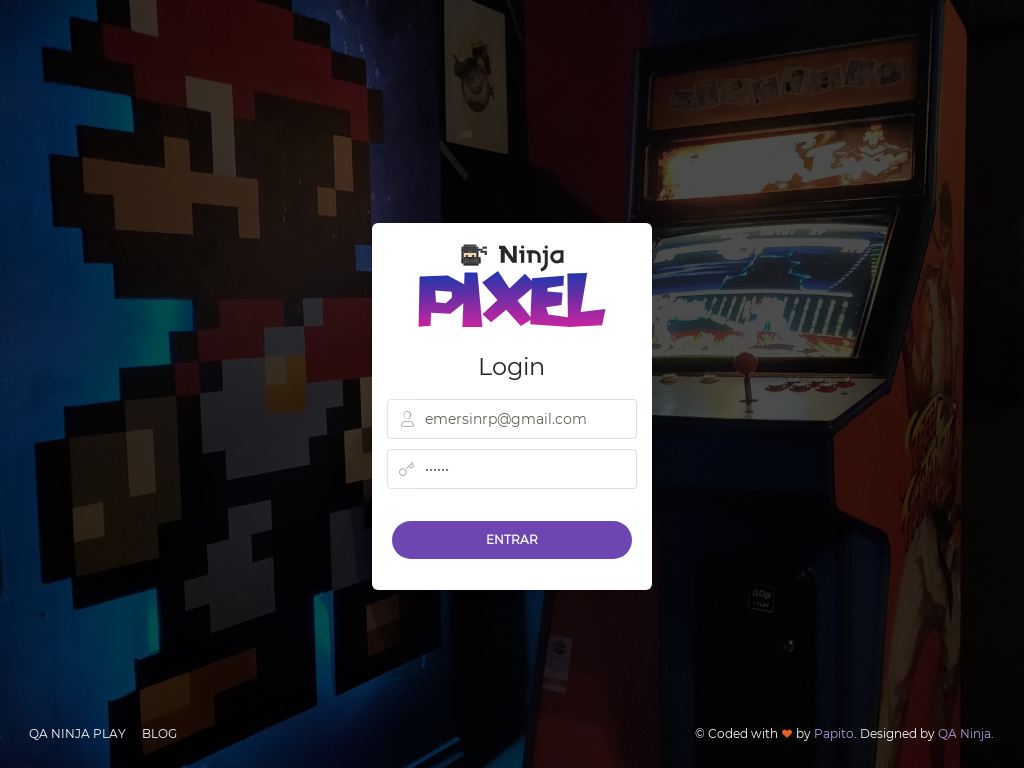 Ninja
PIXEL
Login
emersinrp@gmail.com
••••••
ENTRAR
50p
QA NINJA PLAY BLOG
© Coded with ❤ by Papito. Designed by QA Ninja.